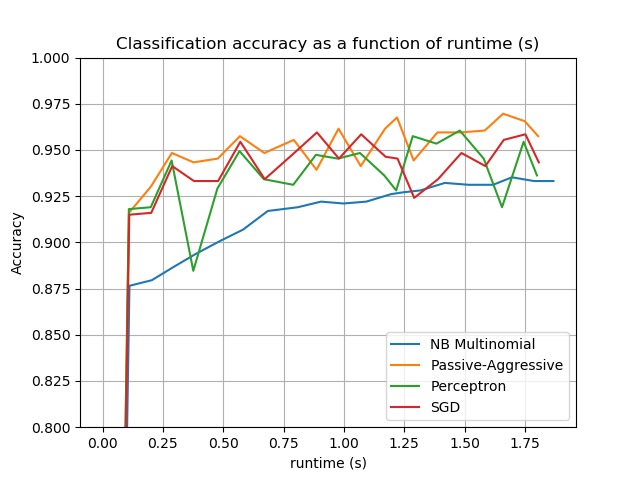 Classification accuracy as a function of runtime (s)
1.000
0.975
0.950
0.925
0.900
0.875
0.850
0.825
0.800
Accuracy
NB Multinomial
Passive-Aggressive
Perceptron
SGD
0.00 0.25 0.50 0.75 1.00 1.25 1.50 1.75
runtime (s)